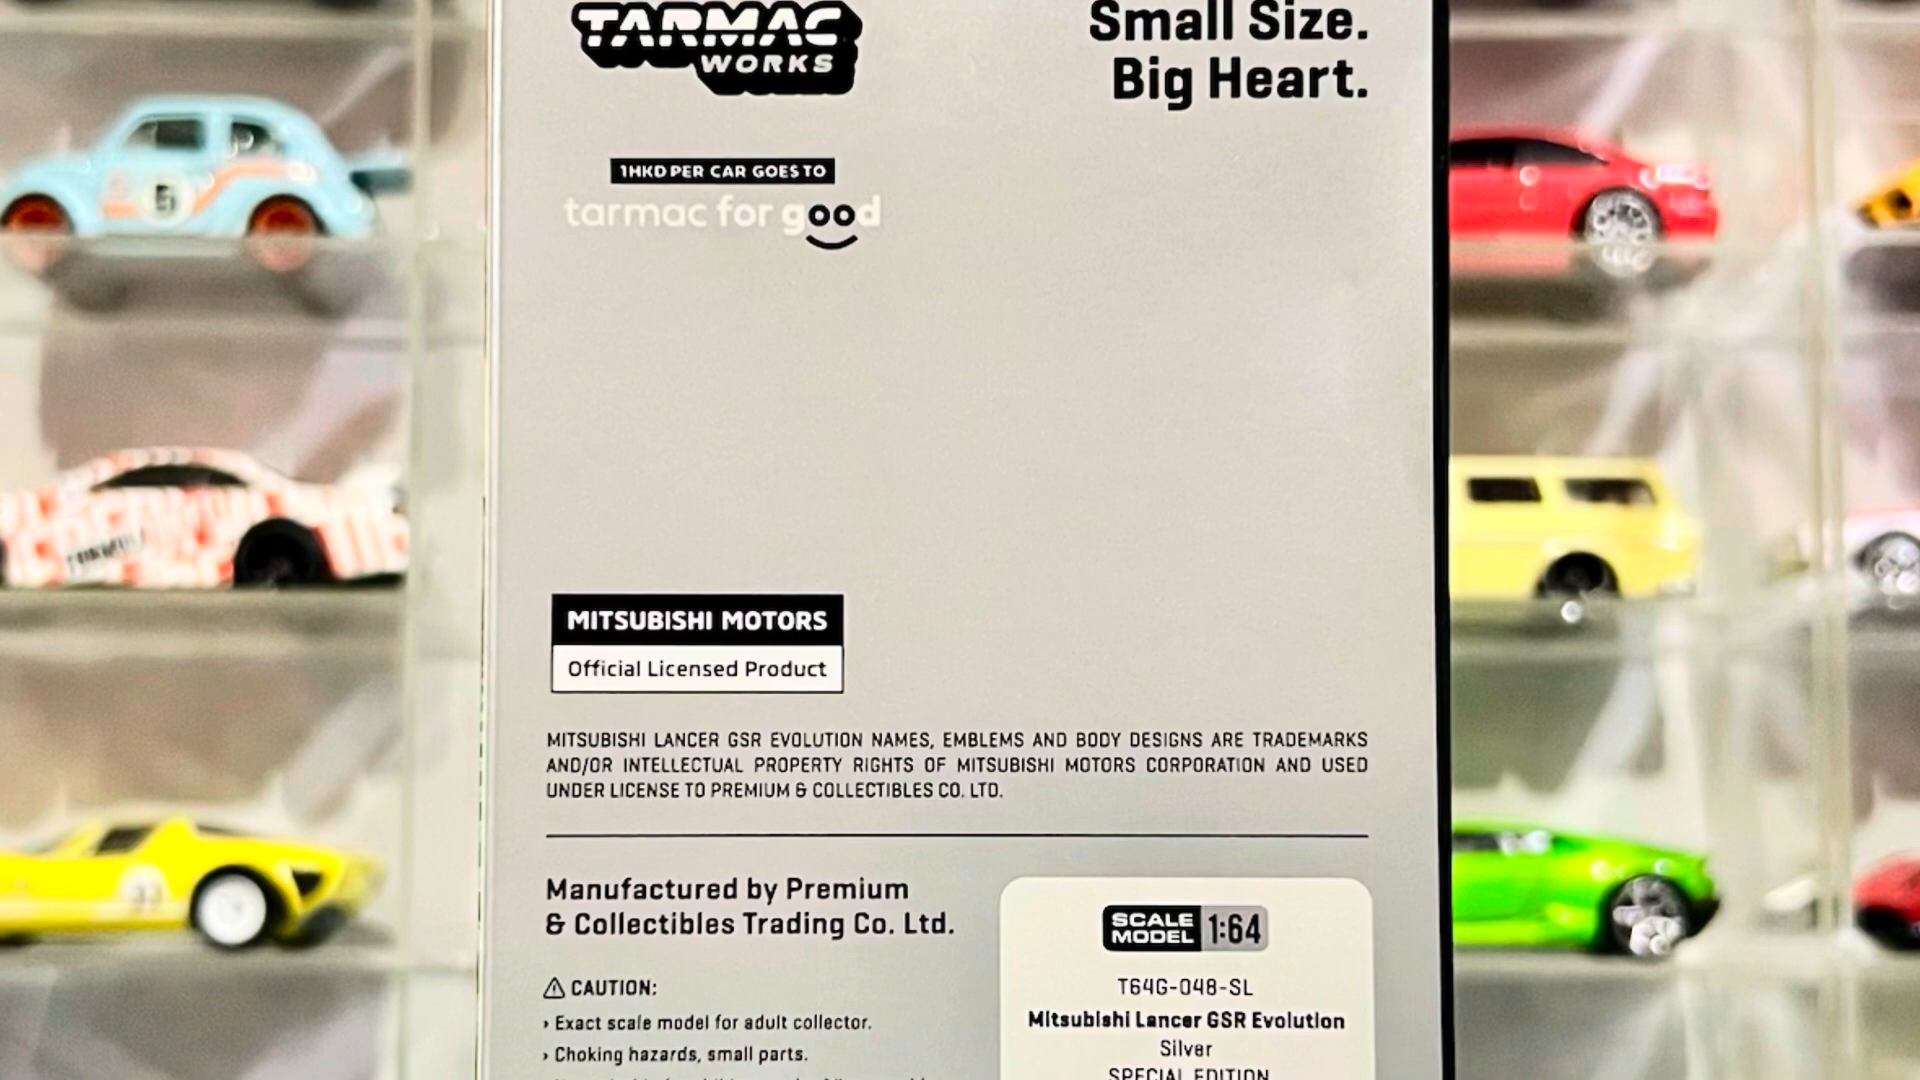 TARMAC
WORKS
Small Size.
Big Heart.
1HKD PER CAR GOES TO
tarmac for good
MITSUBISHI MOTORS
Official Licensed Product
MITSUBISHI LANCER GSR EVOLUTION NAMES, EMBLEMS AND BODY DESIGNS ARE TRADEMARKS
AND/OR INTELLECTUAL PROPERTY RIGHTS OF MITSUBISHI MOTORS CORPORATION AND USED
UNDER LICENSE TO PREMIUM & COLLECTIBLES CO. LTD.
Manufactured by Premium
& Collectibles Trading Co. Ltd.
⚠ CAUTION:
› Exact scale model for adult collector.
› Choking hazards, small parts.
SCALE
MODEL 1:64
T64G-048-SL
Mitsubishi Lancer GSR Evolution
Silver
SPECIAL EDITION